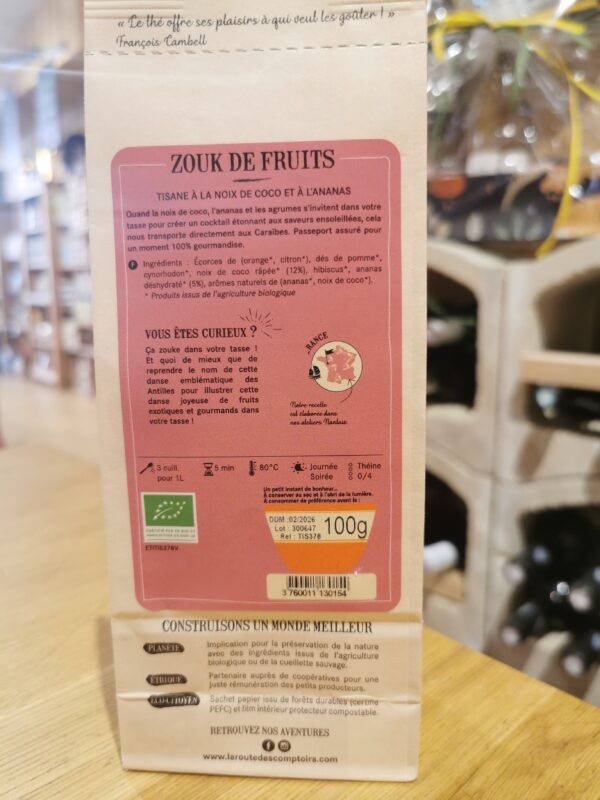 « Le thé offre ses plaisirs à qui veut les goûter ! »
François Cambell
ZOUK DE FRUITS
TISANE À LA NOIX DE COCO ET À L'ANANAS
Quand la noix de coco, l'ananas et les agrumes s'invitent dans votre
tasse pour créer un cocktail étonnant aux saveurs ensoleillées, cela
nous transporte directement aux Caraïbes. Passeport assuré pour
un moment 100% gourmandise.
F Ingrédients : Écorces de (orange*, citron*), dés de pomme*,
cynorhodon*, noix de coco râpée* (12%), hibiscus*, ananas
déshydraté* (5%), arômes naturels de (ananas*, noix de coco*).
* Produits issus de l'agriculture biologique
VOUS ÊTES CURIEUX ?
Ça zouke dans votre tasse !
Et quoi de mieux que de
reprendre le nom de cette
danse emblématique des
Antilles pour illustrer cette
danse joyeuse de fruits
exotiques et gourmands dans
votre tasse !
FRANCE
Notre recette
est élaborée dans
nos ateliers Nantais
3 cuill.
pour 1L
5 min
80°C
Journée
Soirée
Théine
0/4
Un petit instant de bonheur...
À conserver au sec et à l'abri de la lumière.
À consommer de préférence avant le :
DDM :02/2026
Lot : 300647
Ref : TIS378
100g
CERTIFIÉ PAR FR-BIO-01
AGRICULTURE UE/NON UE
ETITIS378V
3 760011 130154
CONSTRUISONS UN MONDE MEILLEUR
PLANÈTE
Implication pour la préservation de la nature
avec des ingrédients issus de l'agriculture
biologique ou de la cueillette sauvage.
ÉTHIQUE
Partenaire auprès de coopératives pour une
juste rémunération des petits producteurs.
ÉCO-CITOYEN
Sachet papier issu de forêts durables (certifié
PEFC) et film intérieur protecteur compostable.
RETROUVEZ NOS AVENTURES
www.laroutedescomptoirs.com